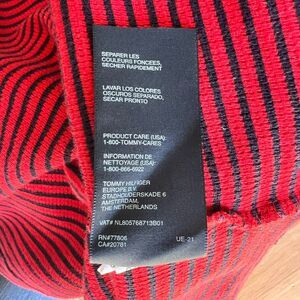 SEPARER LES
COULEURS FONCEES,
SECHER RAPIDEMENT
LAVAR LOS COLORES
OSCUROS SEPARADO,
SECAR PRONTO
PRODUCT CARE (USA):
1-800-TOMMY-CARES
INFORMATION DE
NETTOYAGE (USA):
1-800-866-6922
TOMMY HILFIGER
EUROPE B.V.
STADHOUDERSKADE 6
AMSTERDAM,
THE NETHERLANDS
VAT# NL805768713B01
RN#77806
CA#20781
UE-21